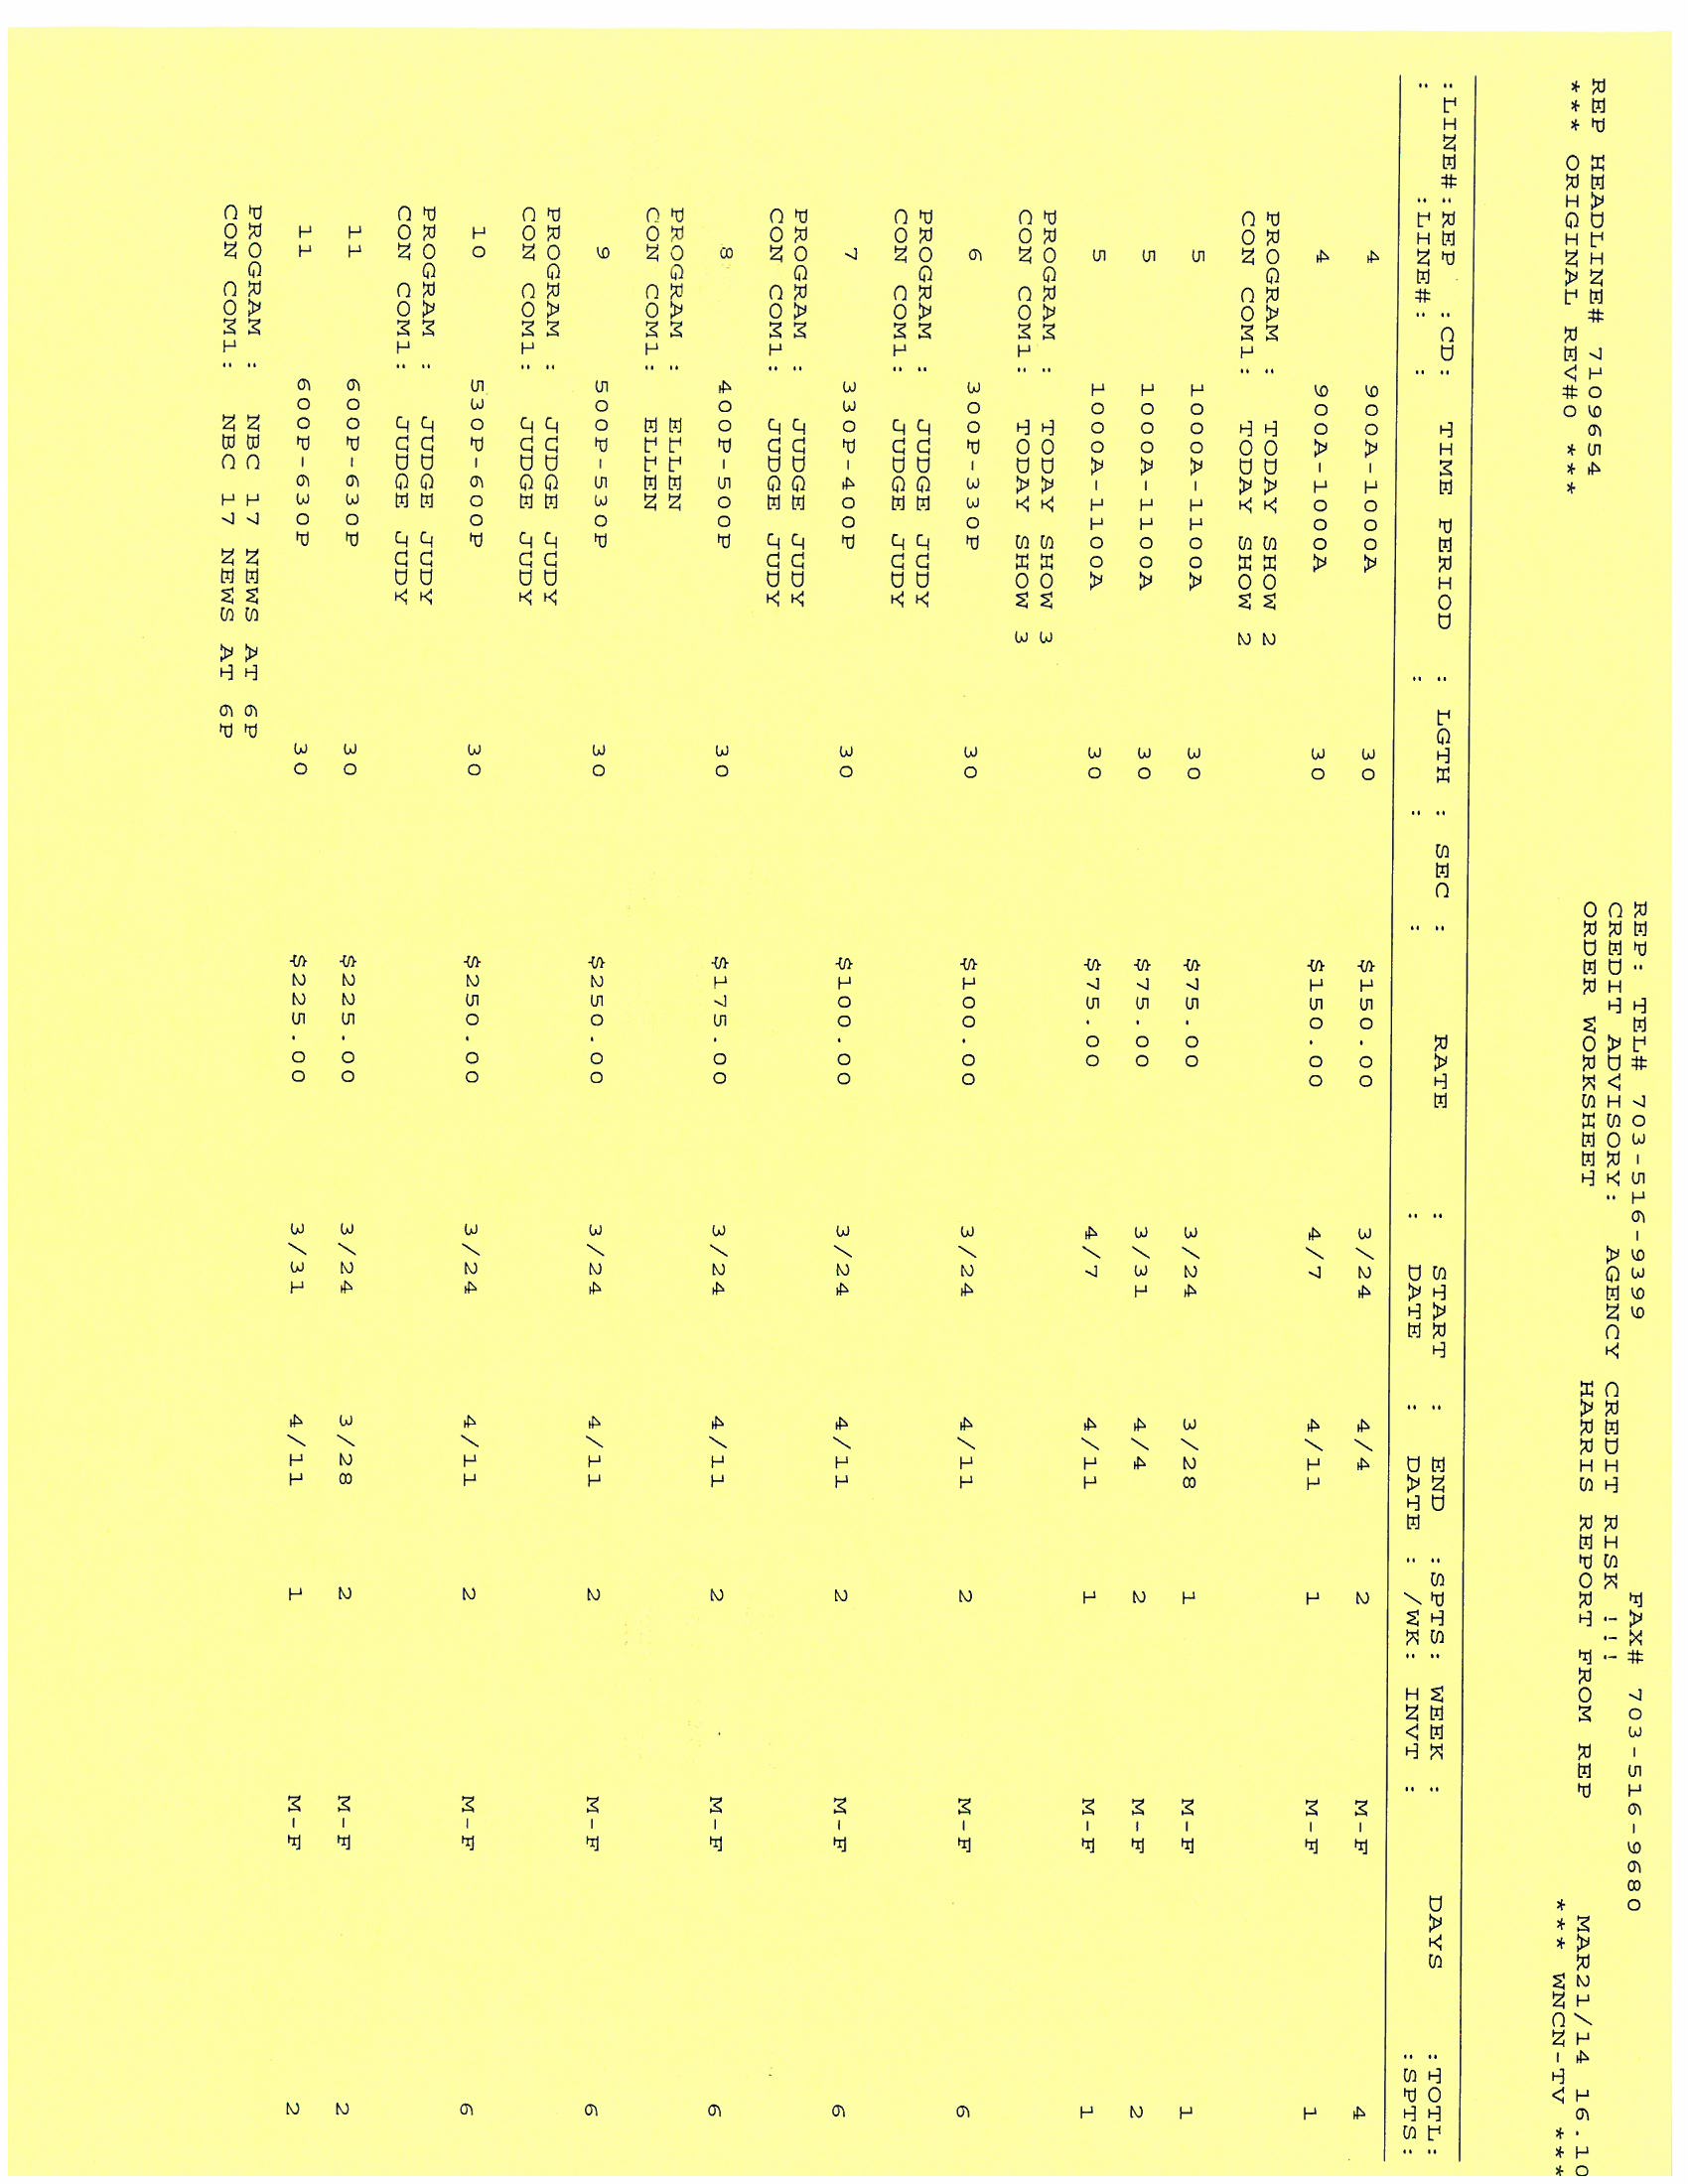 REP: TEL# 703-516-9399 FAX# 703-516-9680
CREDIT ADVISORY: AGENCY CREDIT RISK !!!
REP HEADLINE# 7109654 ORDER WORKSHEET HARRIS REPORT FROM REP MAR21/14 16.10
*** ORIGINAL REV#0 *** *** WNCN-TV ***
:LINE#:REP :CD: TIME PERIOD : LGTH : SEC : RATE : START : END :SPTS: WEEK : DAYS :TOTL:
: :LINE#: : : : : : DATE : DATE : /WK: INVT : :SPTS:
4 900A-1000A 30 $150.00 3/24 4/4 2 M-F 4
4 900A-1000A 30 $150.00 4/7 4/11 1 M-F 1
PROGRAM : TODAY SHOW 2
CON COM1: TODAY SHOW 2
5 1000A-1100A 30 $75.00 3/24 3/28 1 M-F 1
5 1000A-1100A 30 $75.00 3/31 4/4 2 M-F 2
5 1000A-1100A 30 $75.00 4/7 4/11 1 M-F 1
PROGRAM : TODAY SHOW 3
CON COM1: TODAY SHOW 3
6 300P-330P 30 $100.00 3/24 4/11 2 M-F 6
PROGRAM : JUDGE JUDY
CON COM1: JUDGE JUDY
7 330P-400P 30 $100.00 3/24 4/11 2 M-F 6
PROGRAM : JUDGE JUDY
CON COM1: JUDGE JUDY
8 400P-500P 30 $175.00 3/24 4/11 2 M-F 6
PROGRAM : ELLEN
CON COM1: ELLEN
9 500P-530P 30 $250.00 3/24 4/11 2 M-F 6
PROGRAM : JUDGE JUDY
CON COM1: JUDGE JUDY
10 530P-600P 30 $250.00 3/24 4/11 2 M-F 6
PROGRAM : JUDGE JUDY
CON COM1: JUDGE JUDY
11 600P-630P 30 $225.00 3/24 3/28 2 M-F 2
11 600P-630P 30 $225.00 3/31 4/11 1 M-F 2
PROGRAM : NBC 17 NEWS AT 6P
CON COM1: NBC 17 NEWS AT 6P